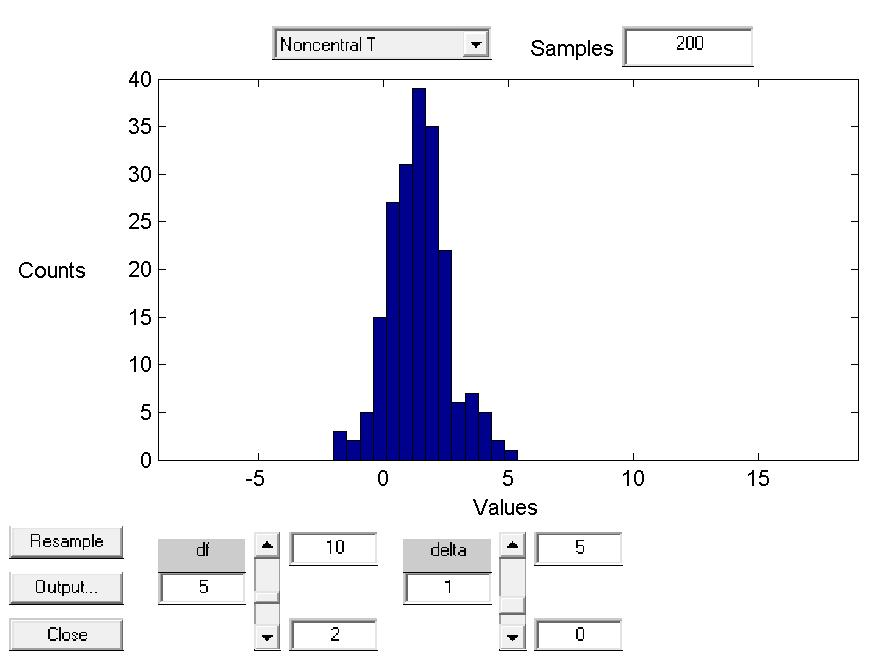 Noncentral T
Samples 200
40
35
30
25
20
15
10
5
0
Counts
-5 0 5 10 15
Values
Resample
Output...
Close
df
5
10
2
delta
1
5
0